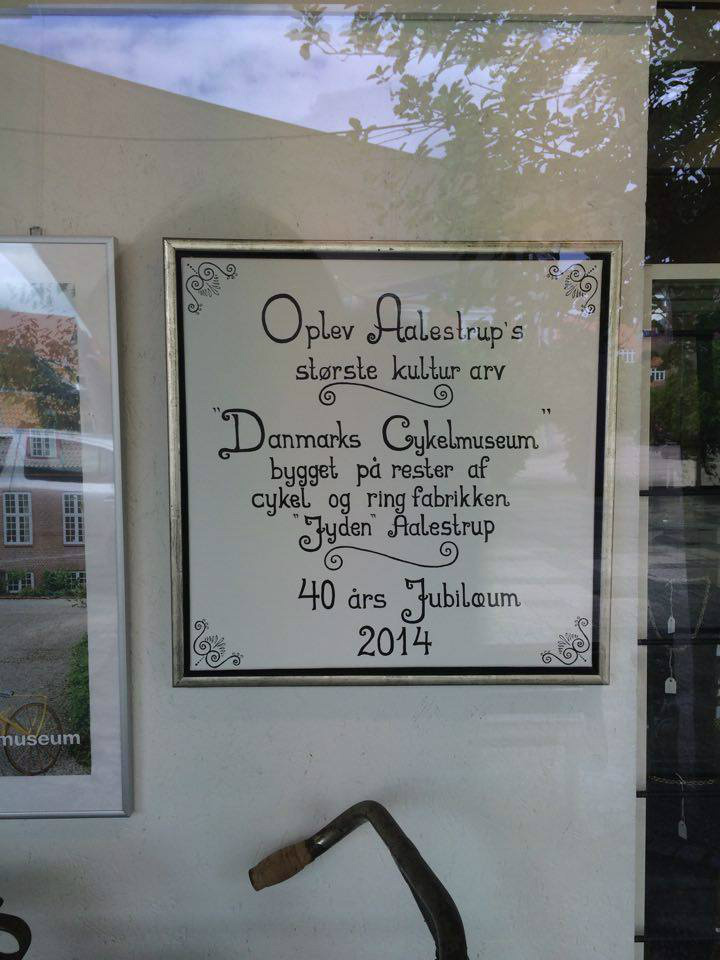 Oplev Aalestrup's
største kultur arv
"Danmarks Cykelmuseum"
bygget på rester af
cykel og ring fabrikken
"Jyden" Aalestrup
40 års Jubilæum
2014
museum